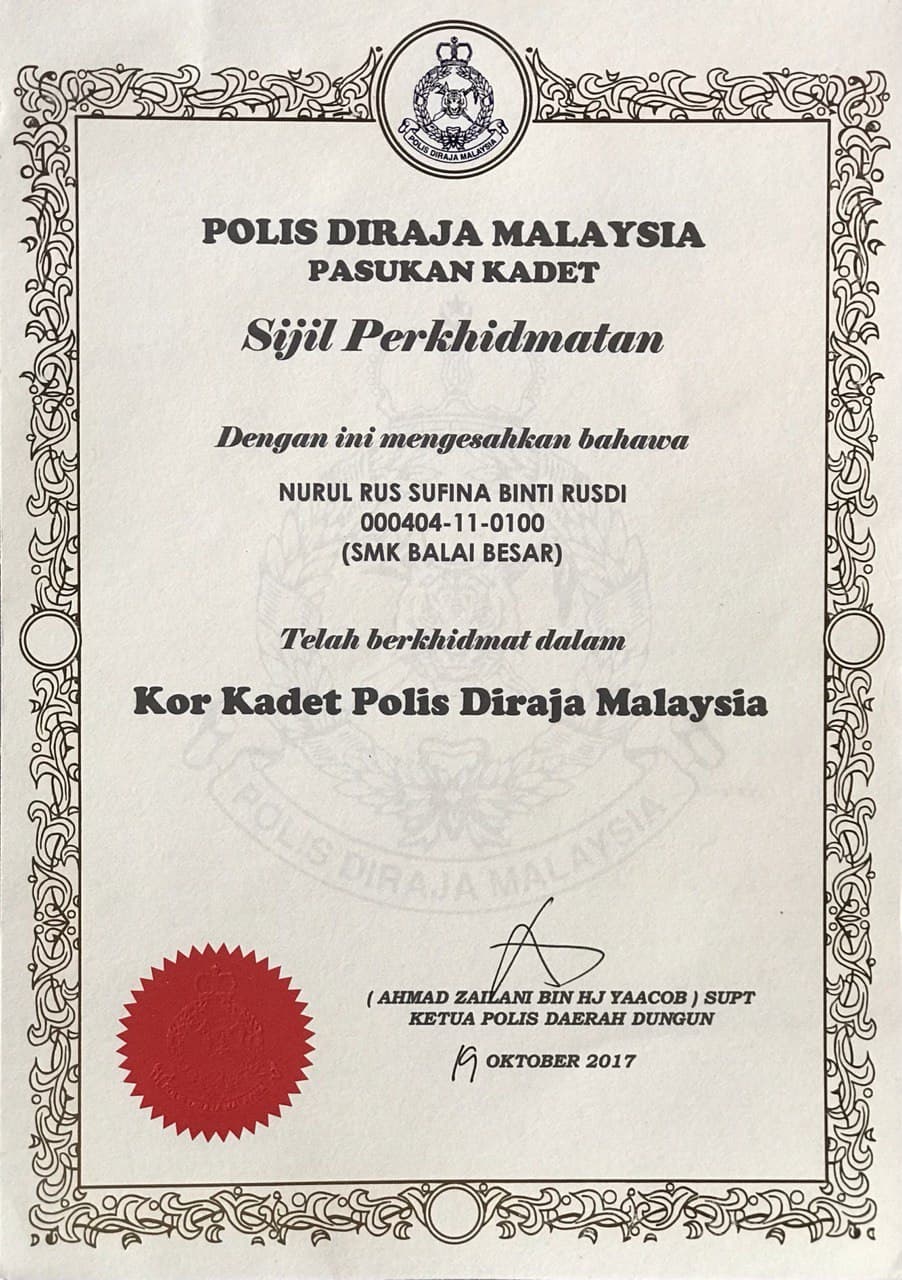 POLIS DIRAJA MALAYSIA
POLIS DIRAJA MALAYSIA
PASUKAN KADET
Sijil Perkhidmatan
Dengan ini mengesahkan bahawa
NURUL RUS SUFINA BINTI RUSDI
000404-11-0100
(SMK BALAI BESAR)
Telah berkhidmat dalam
Kor Kadet Polis Diraja Malaysia
POLIS DIRAJA MALAYSIA
( AHMAD ZAILANI BIN HJ YAACOB ) SUPT
KETUA POLIS DAERAH DUNGUN
19 OKTOBER 2017